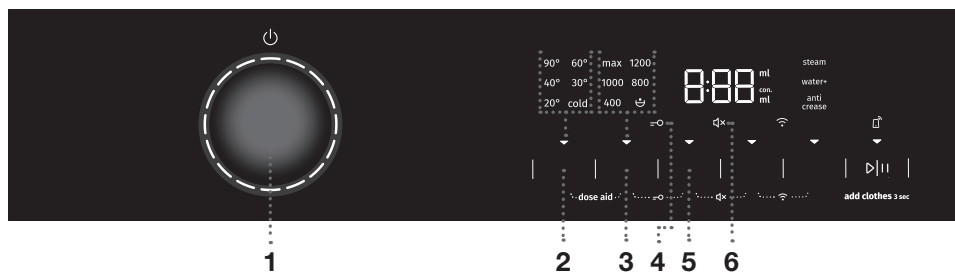 90° 60° max 1200 8:88 ml steam
40° 30° 1000 800 con. water+
20° cold 400 ml anti
crease
dose aid add clothes 3 sec
1 2 3 4 5 6